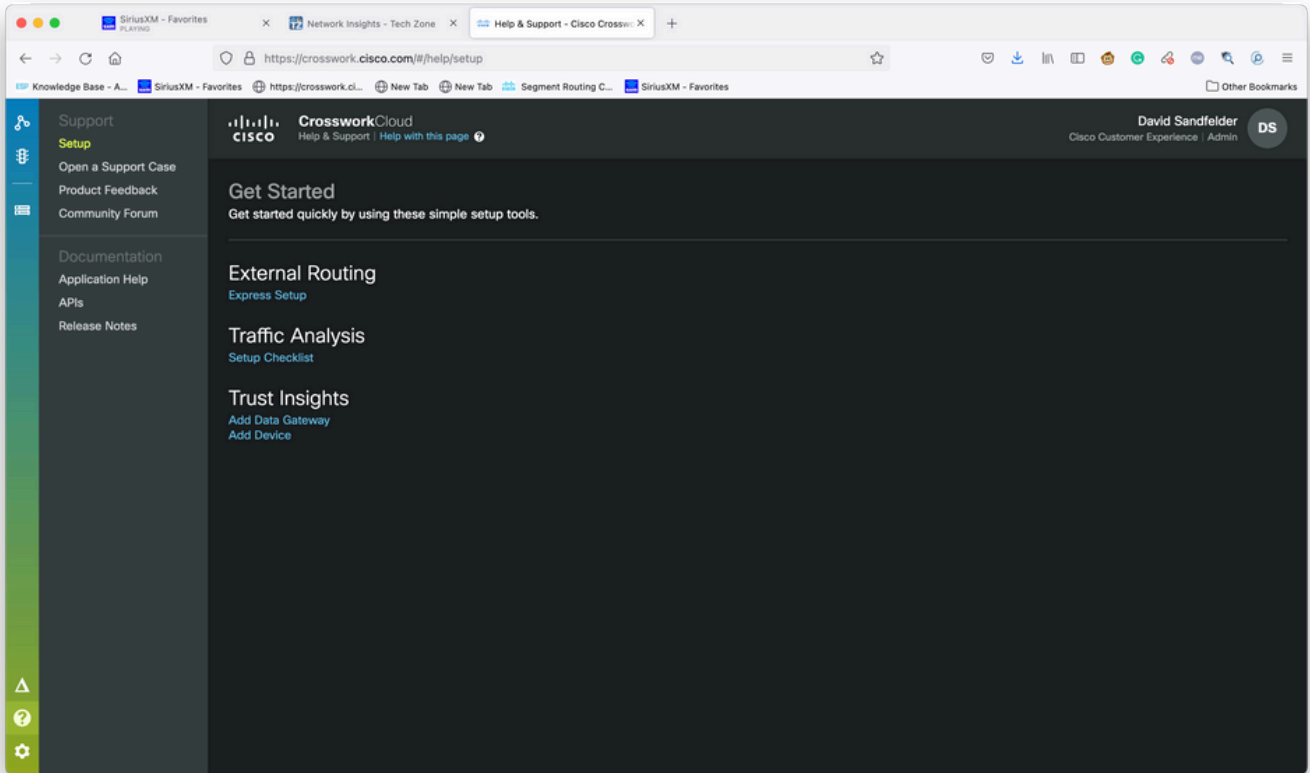 SiriusXM - Favorites
PLAYING
Network Insights - Tech Zone
Help & Support - Cisco Crosswo
https://crosswork.cisco.com/#/help/setup
Knowledge Base - A...
SiriusXM - Favorites
https://crosswork.ci...
New Tab
New Tab
Segment Routing C...
SiriusXM - Favorites
Other Bookmarks
Support
Setup
Open a Support Case
Product Feedback
Community Forum
Documentation
Application Help
APIs
Release Notes
CISCO
CrossworkCloud
Help & Support | Help with this page ?
David Sandfelder
Cisco Customer Experience | Admin
DS
Get Started
Get started quickly by using these simple setup tools.
External Routing
Express Setup
Traffic Analysis
Setup Checklist
Trust Insights
Add Data Gateway
Add Device